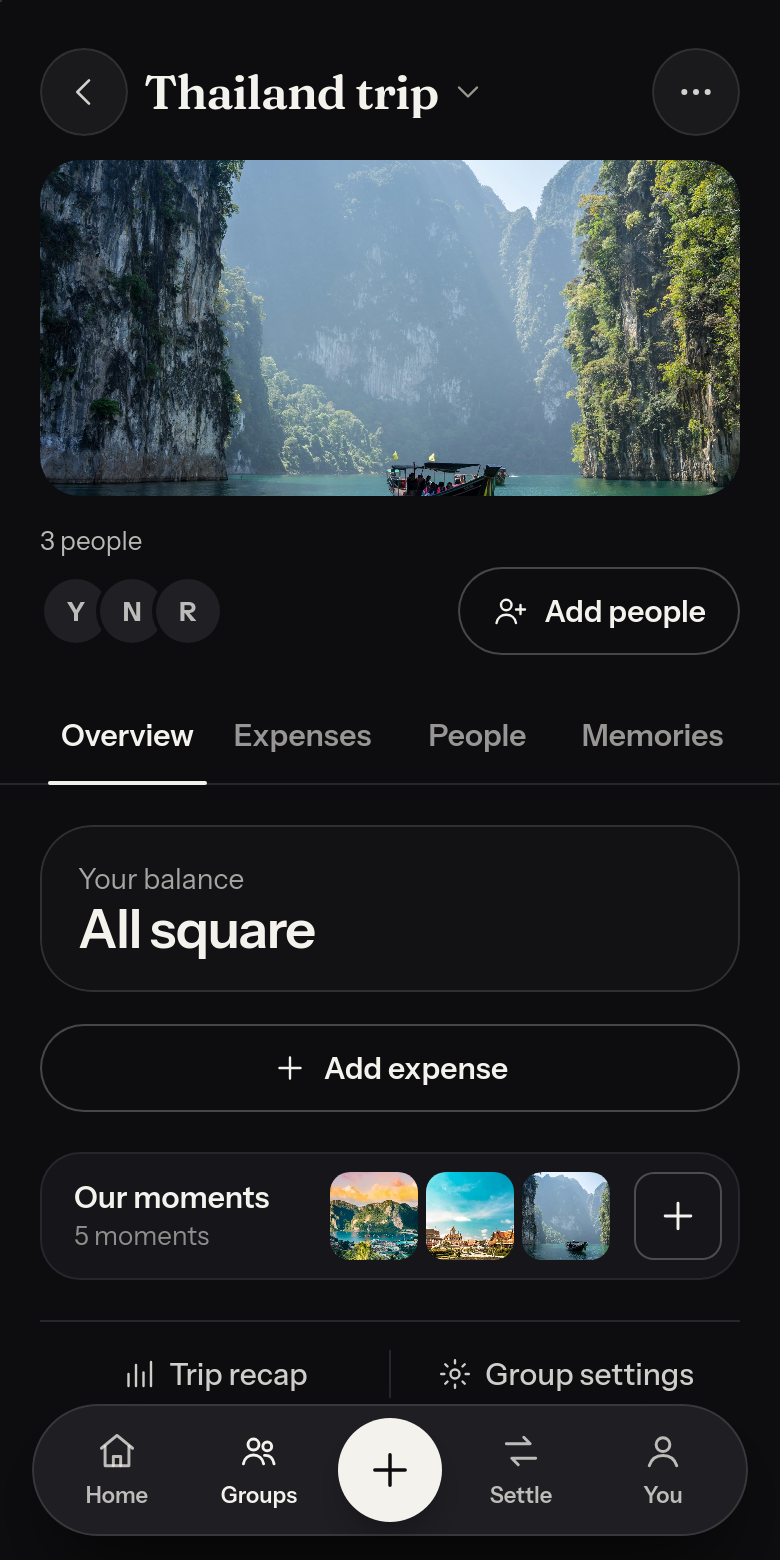 Thailand trip
3 people
Y N R
Add people
Overview Expenses People Memories
Your balance
All square
Add expense
Our moments
5 moments
Trip recap Group settings
Home Groups Settle You